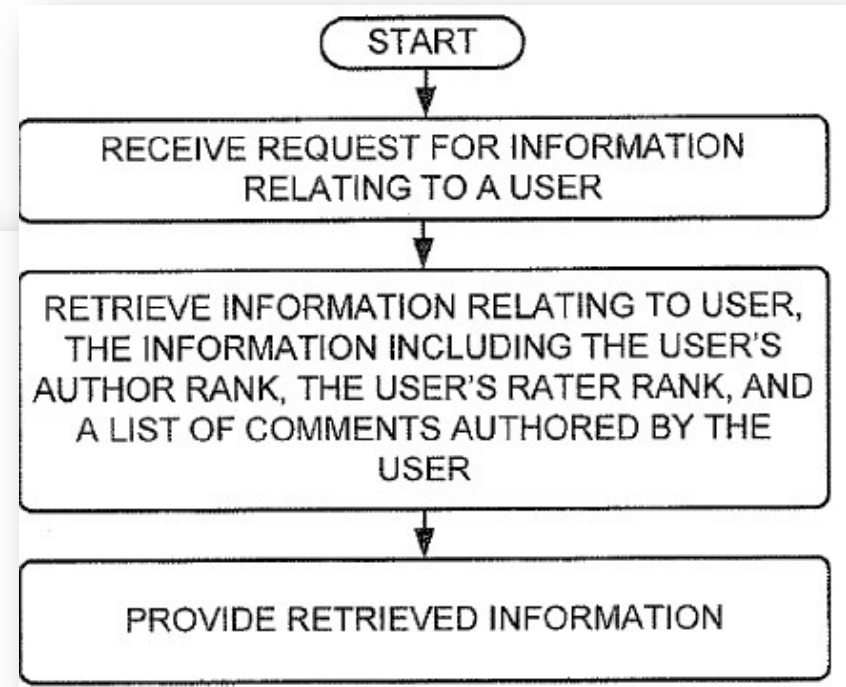 START
RECEIVE REQUEST FOR INFORMATION
RELATING TO A USER
RETRIEVE INFORMATION RELATING TO USER,
THE INFORMATION INCLUDING THE USER'S
AUTHOR RANK, THE USER'S RATER RANK, AND
A LIST OF COMMENTS AUTHORED BY THE
USER
PROVIDE RETRIEVED INFORMATION